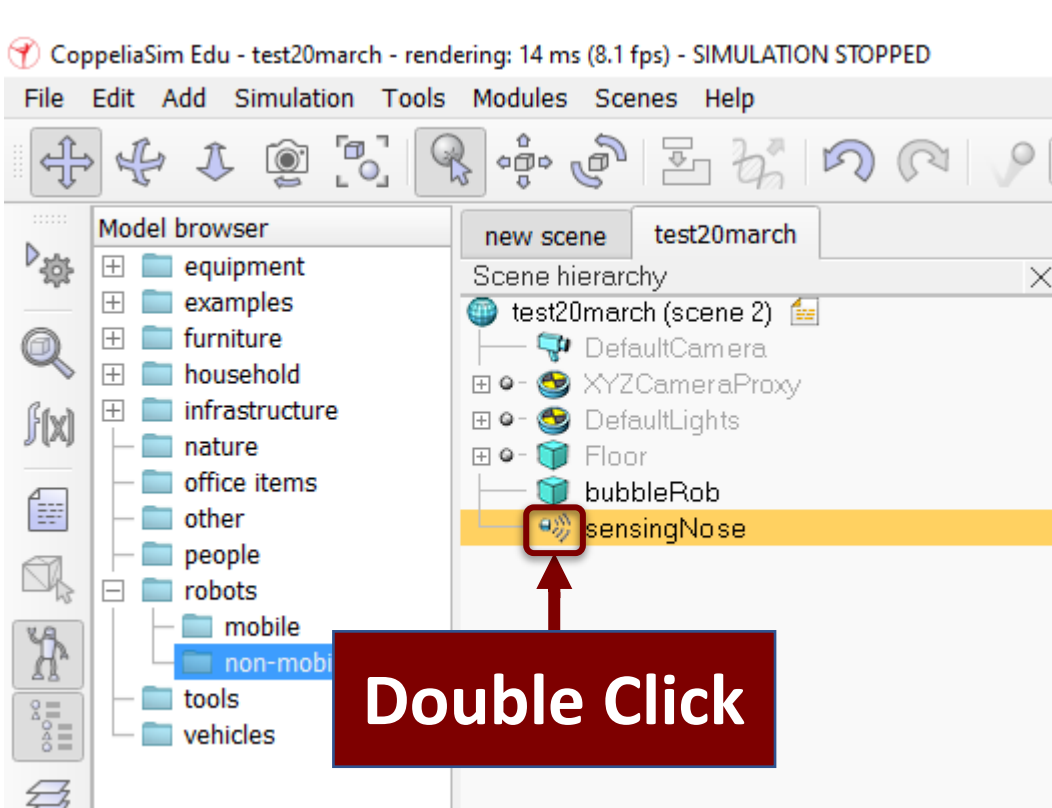 CoppeliaSim Edu - test20march - rendering: 14 ms (8.1 fps) - SIMULATION STOPPED
File Edit Add Simulation Tools Modules Scenes Help
Model browser
equipment
examples
furniture
household
infrastructure
nature
office items
other
people
robots
mobile
non-mobi
tools
vehicles
f(x)
new scene test20march
Scene hierarchy
test20march (scene 2)
DefaultCamera
XYZCameraProxy
DefaultLights
Floor
bubbleRob
sensingNose
Double Click